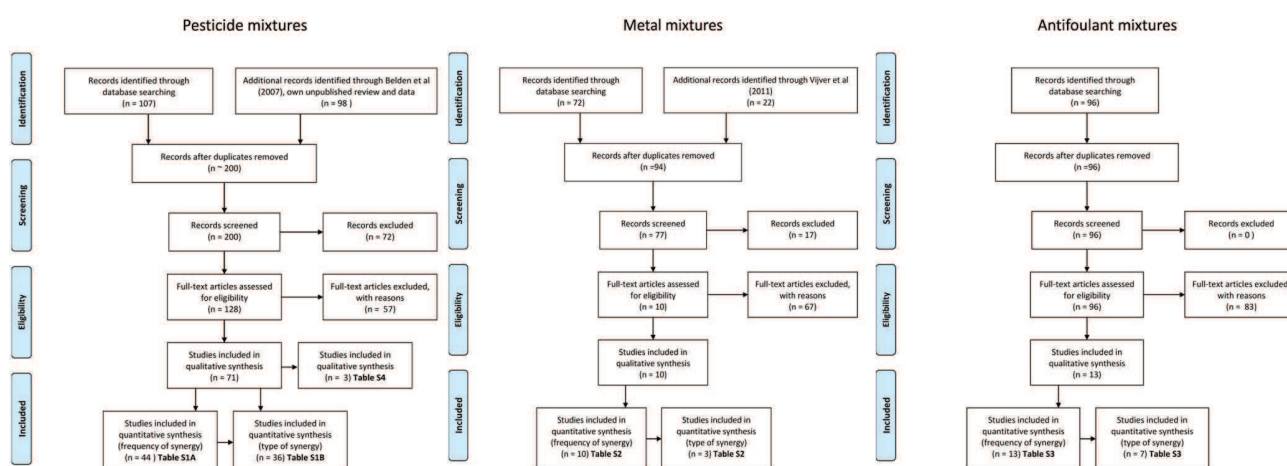 Pesticide mixtures
Identification
Screening
Eligibility
Included
Records identified through
database searching
(n = 107)
Additional records identified through Belden et al
(2007), own unpublished review and data
(n = 98 )
Records after duplicates removed
(n ~ 200)
Records screened
(n = 200)
Records excluded
(n = 72)
Full-text articles assessed
for eligibility
(n = 128)
Full-text articles excluded,
with reasons
(n = 57)
Studies included in
qualitative synthesis
(n = 71)
Studies included in
qualitative synthesis
(n = 3) Table S4
Studies included in
quantitative synthesis
(frequency of synergy)
(n = 44 ) Table S1A
Studies included in
quantitative synthesis
(type of synergy)
(n = 36) Table S1B
Metal mixtures
Identification
Screening
Eligibility
Included
Records identified through
database searching
(n = 72)
Additional records identified through Vijver et al
(2011)
(n = 22)
Records after duplicates removed
(n =94)
Records screened
(n = 77)
Records excluded
(n = 17)
Full-text articles assessed
for eligibility
(n = 10)
Full-text articles excluded,
with reasons
(n = 67)
Studies included in
qualitative synthesis
(n = 10)
Studies included in
quantitative synthesis
(frequency of synergy)
(n = 10) Table S2
Studies included in
quantitative synthesis
(type of synergy)
(n = 3) Table S2
Antifoulant mixtures
Identification
Screening
Eligibility
Included
Records identified through
database searching
(n = 96)
Records after duplicates removed
(n =96)
Records screened
(n = 96)
Records excluded
(n = 0 )
Full-text articles assessed
for eligibility
(n = 96)
Full-text articles excluded
with reasons
(n = 83)
Studies included in
qualitative synthesis
(n = 13)
Studies included in
quantitative synthesis
(frequency of synergy)
(n = 13) Table S3
Studies included in
quantitative synthesis
(type of synergy)
(n = 7) Table S3